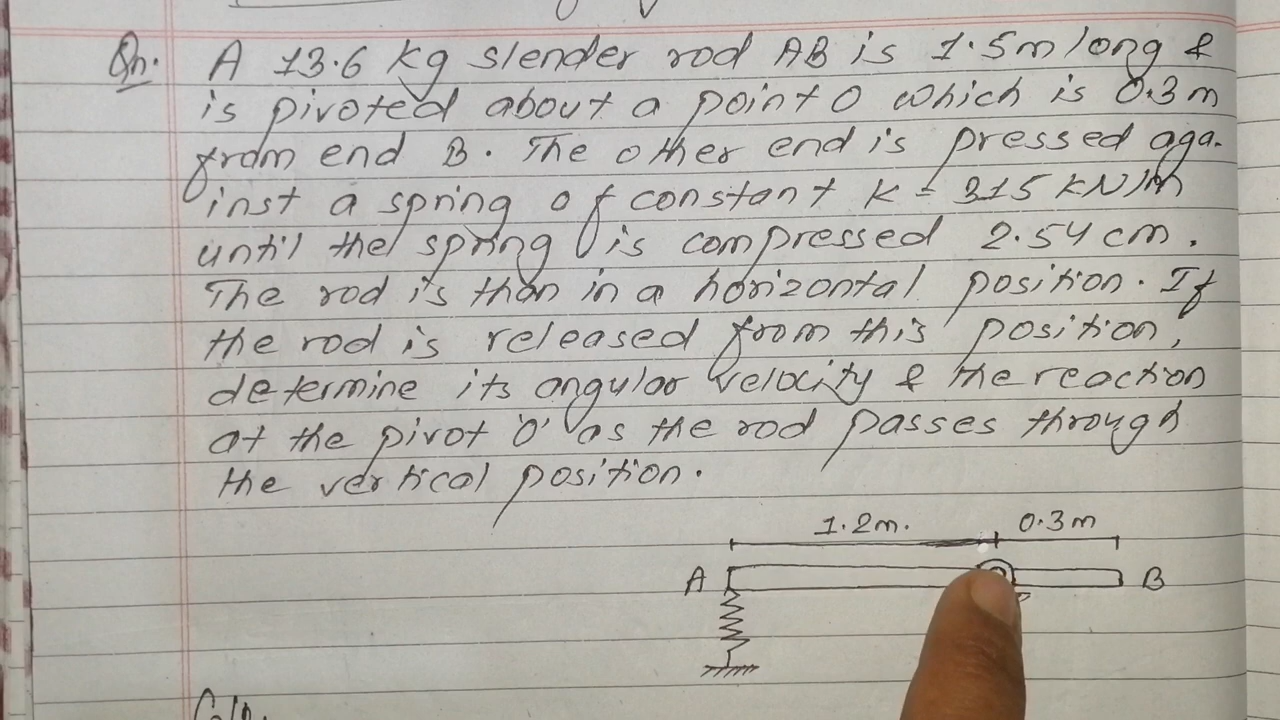 Qn. A 13.6 kg slender rod AB is 1.5m long &
is pivoted about a point O which is 0.3m
from end B. The other end is pressed aga-
inst a spring of constant K = 315 KN/m
until the spring is compressed 2.54 cm.
The rod is than in a horizontal position. If
the rod is released from this position,
determine its angular velocity & the reaction
at the pivot 'O' as the rod passes through
the vertical position.
1.2m. 0.3m
A B